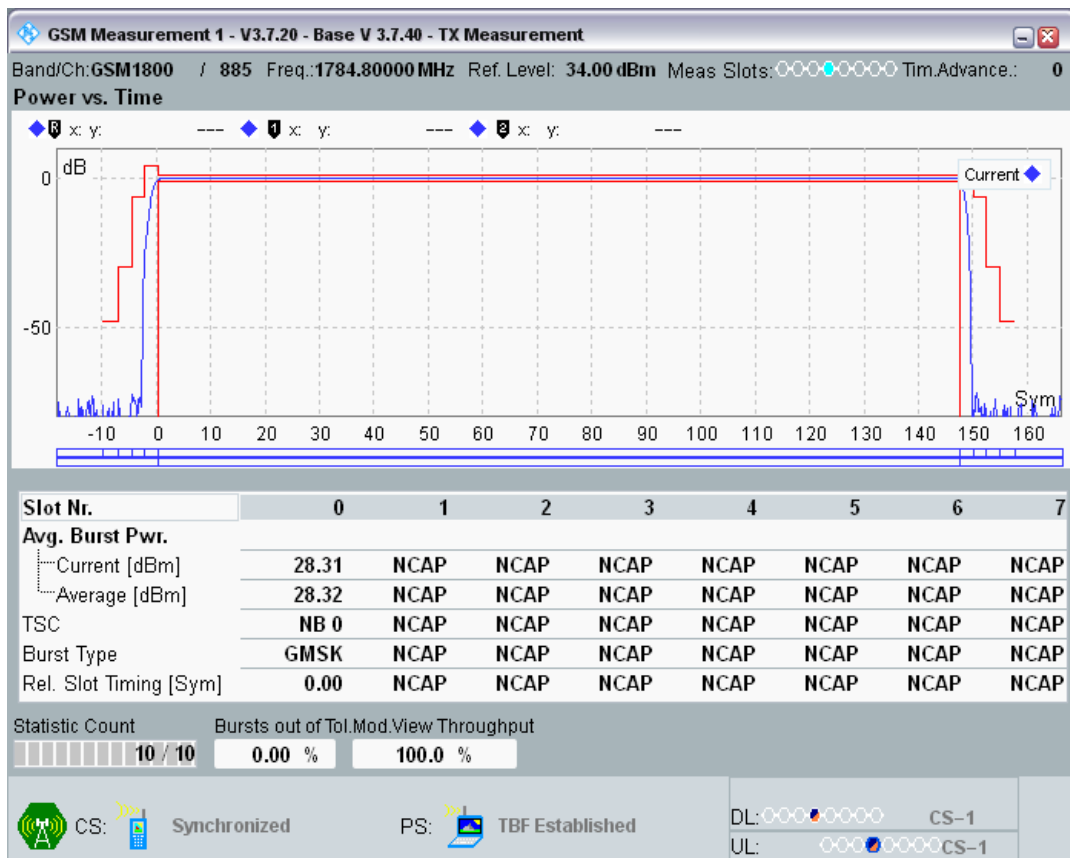 GSM Measurement 1 - V3.7.20 - Base V 3.7.40 - TX Measurement
Band/Ch:GSM1800 / 885 Freq.:1784.80000 MHz Ref. Level: 34.00 dBm Meas Slots: Tim.Advance.: 0
Power vs. Time
R x: y: --- 1 x: y: --- 2 x: y: ---
dB
Current
0
-50
Sym
-10 0 10 20 30 40 50 60 70 80 90 100 110 120 130 140 150 160
Slot Nr. 0 1 2 3 4 5 6 7
Avg. Burst Pwr.
Current [dBm] 28.31 NCAP NCAP NCAP NCAP NCAP NCAP NCAP
Average [dBm] 28.32 NCAP NCAP NCAP NCAP NCAP NCAP NCAP
TSC NB 0 NCAP NCAP NCAP NCAP NCAP NCAP NCAP
Burst Type GMSK NCAP NCAP NCAP NCAP NCAP NCAP NCAP
Rel. Slot Timing [Sym] 0.00 NCAP NCAP NCAP NCAP NCAP NCAP NCAP
Statistic Count Bursts out of Tol.Mod.View Throughput
10 / 10 0.00 % 100.0 %
CS: Synchronized PS: TBF Established DL: CS-1
UL: CS-1